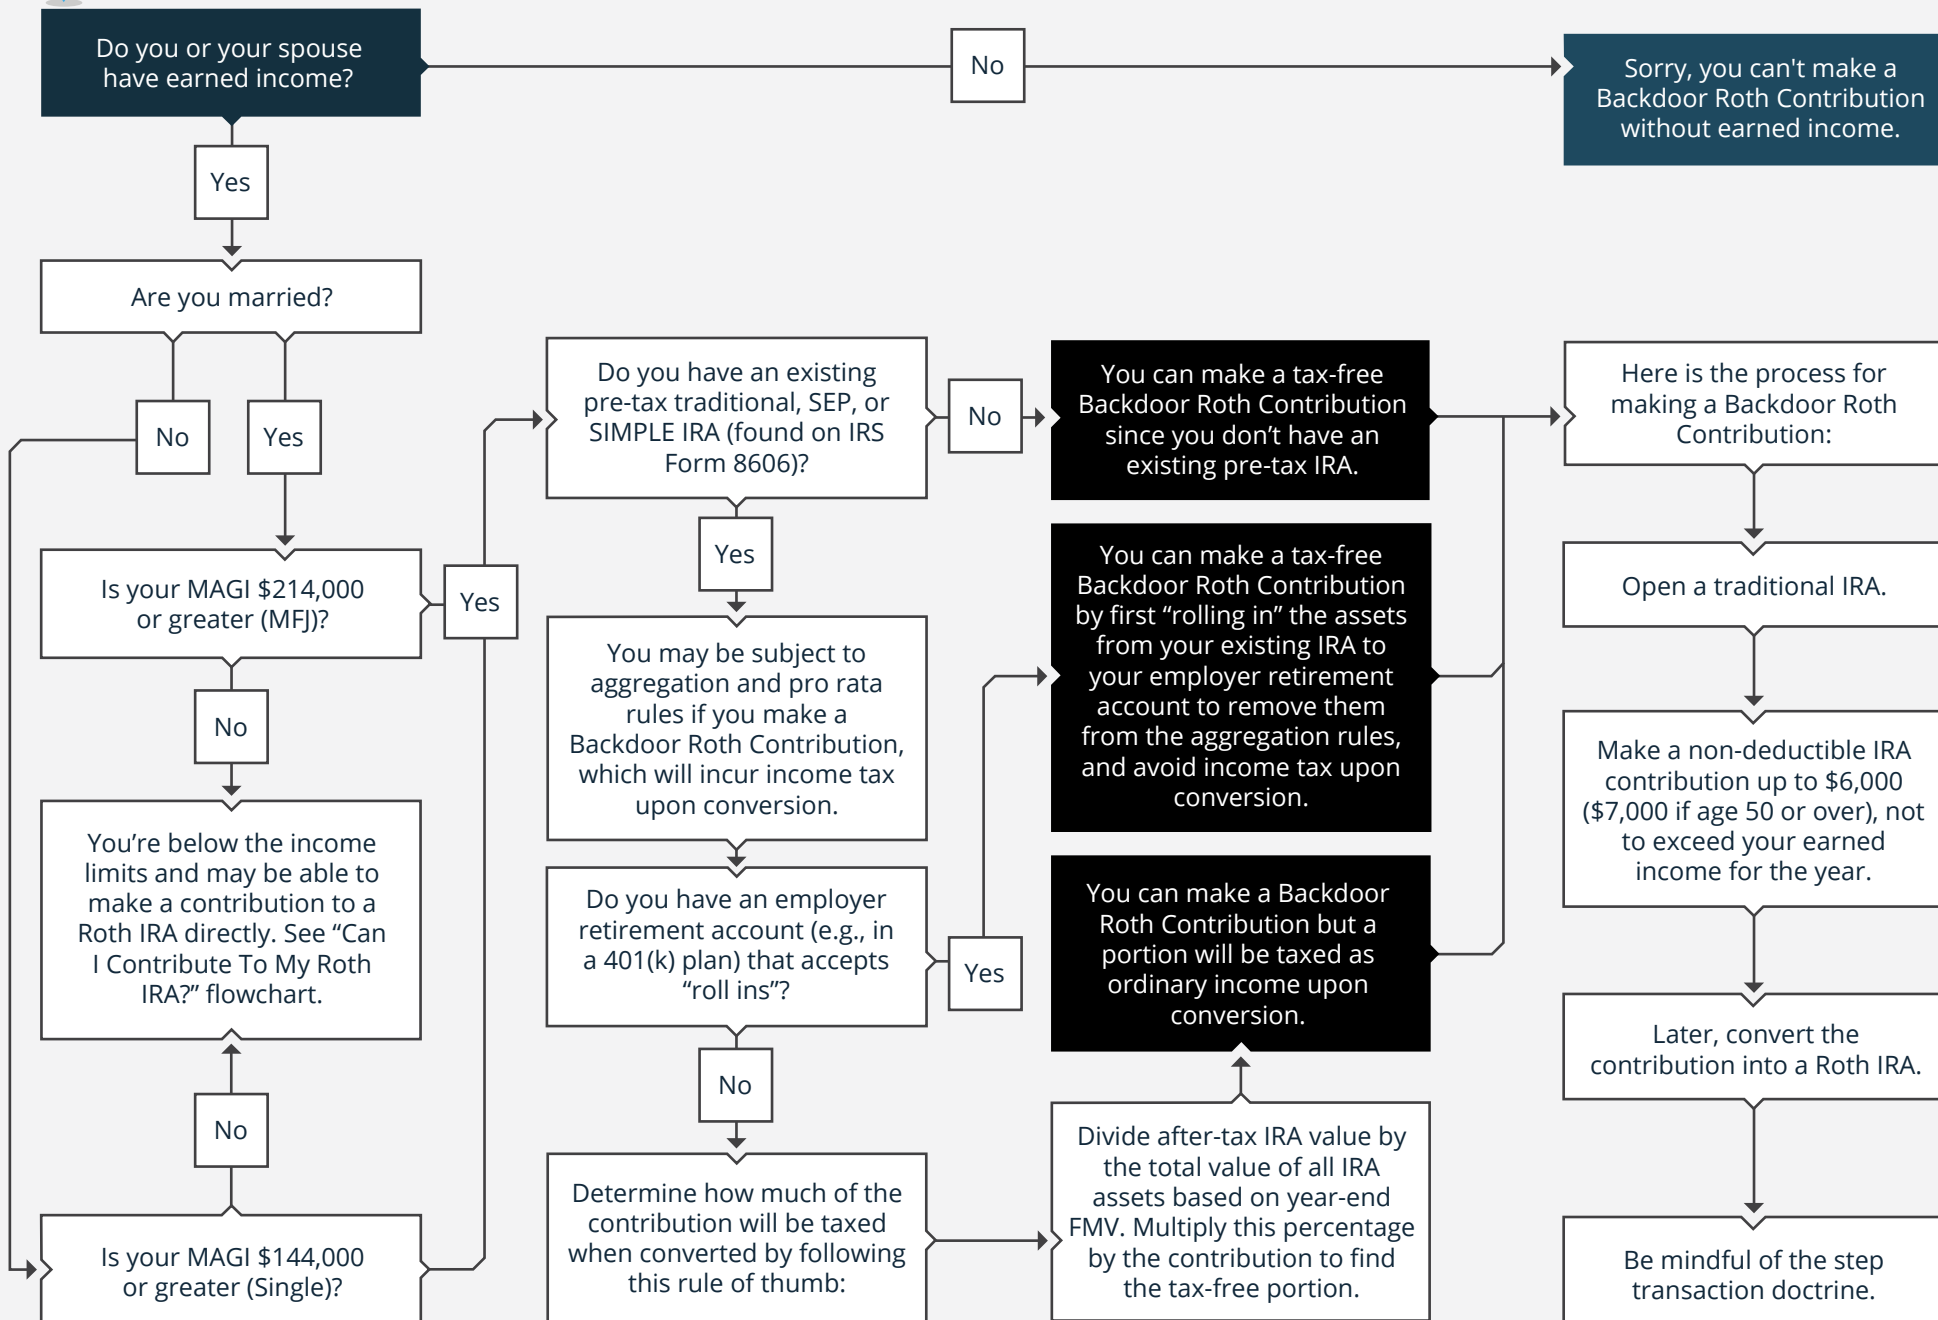 Do you or your spouse
have earned income?
No
Sorry, you can't make a
Backdoor Roth Contribution
without earned income.
Yes
Are you married?
No
Yes
Is your MAGI $214,000
or greater (MFJ)?
Yes
No
You’re below the income
limits and may be able to
make a contribution to a
Roth IRA directly. See “Can
I Contribute To My Roth
IRA?” flowchart.
No
Is your MAGI $144,000
or greater (Single)?
Do you have an existing
pre-tax traditional, SEP, or
SIMPLE IRA (found on IRS
Form 8606)?
No
Yes
You may be subject to
aggregation and pro rata
rules if you make a
Backdoor Roth Contribution,
which will incur income tax
upon conversion.
Do you have an employer
retirement account (e.g., in
a 401(k) plan) that accepts
“roll ins”?
Yes
No
Determine how much of the
contribution will be taxed
when converted by following
this rule of thumb:
You can make a tax-free
Backdoor Roth Contribution
since you don’t have an
existing pre-tax IRA.
You can make a tax-free
Backdoor Roth Contribution
by first “rolling in” the assets
from your existing IRA to
your employer retirement
account to remove them
from the aggregation rules,
and avoid income tax upon
conversion.
You can make a Backdoor
Roth Contribution but a
portion will be taxed as
ordinary income upon
conversion.
Divide after-tax IRA value by
the total value of all IRA
assets based on year-end
FMV. Multiply this percentage
by the contribution to find
the tax-free portion.
Here is the process for
making a Backdoor Roth
Contribution:
Open a traditional IRA.
Make a non-deductible IRA
contribution up to $6,000
($7,000 if age 50 or over), not
to exceed your earned
income for the year.
Later, convert the
contribution into a Roth IRA.
Be mindful of the step
transaction doctrine.